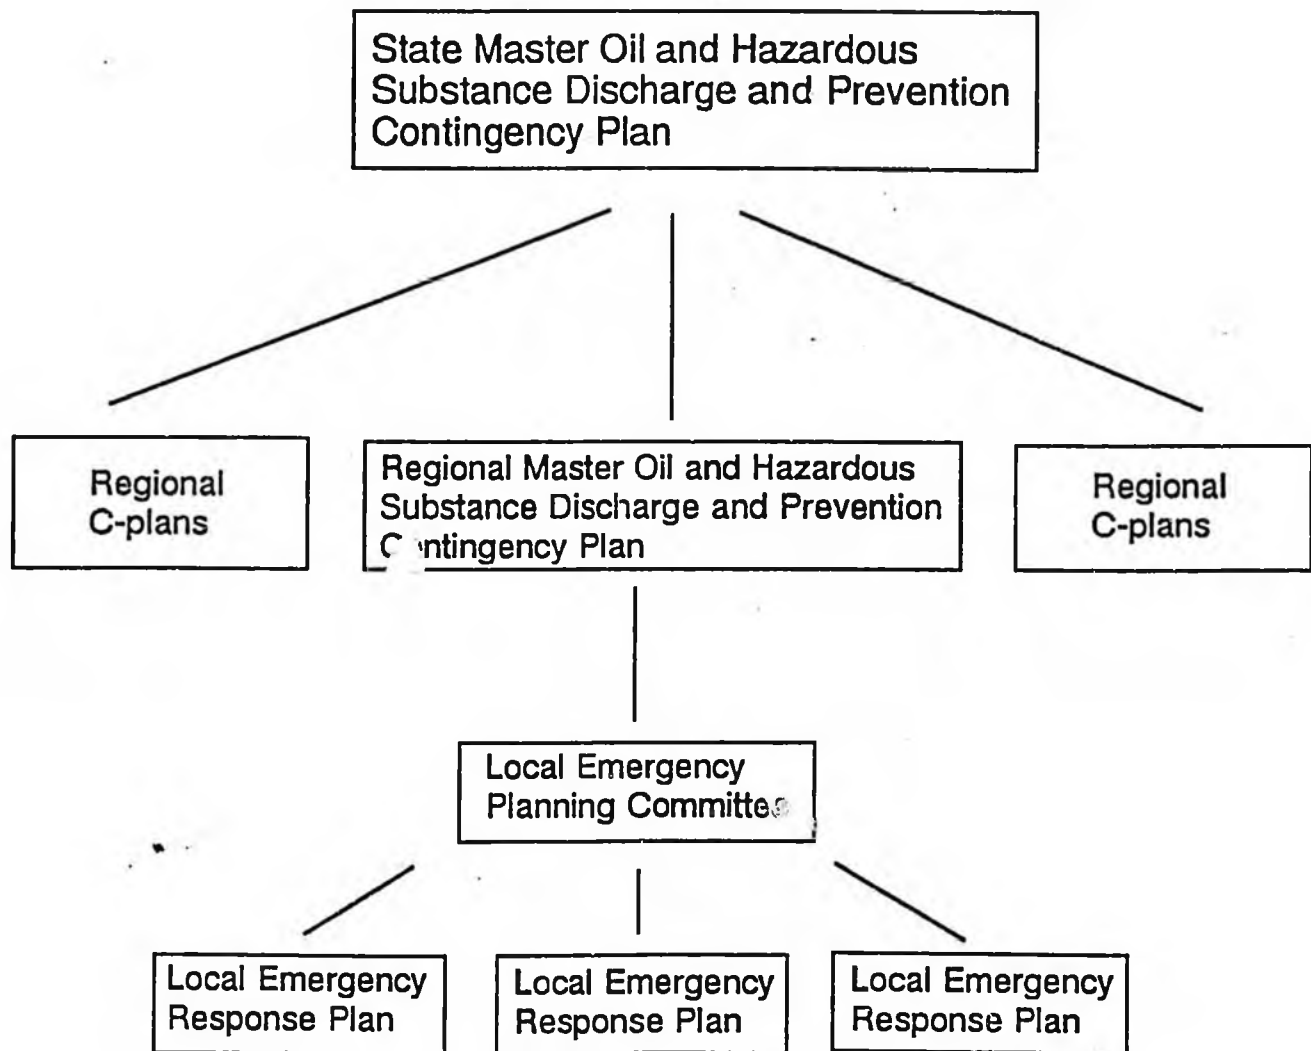 State Master Oil and Hazardous
Substance Discharge and Prevention
Contingency Plan
Regional
C-plans
Regional Master Oil and Hazardous
Substance Discharge and Prevention
Contingency Plan
Regional
C-plans
Local Emergency
Planning Committee
Local Emergency
Response Plan
Local Emergency
Response Plan
Local Emergency
Response Plan